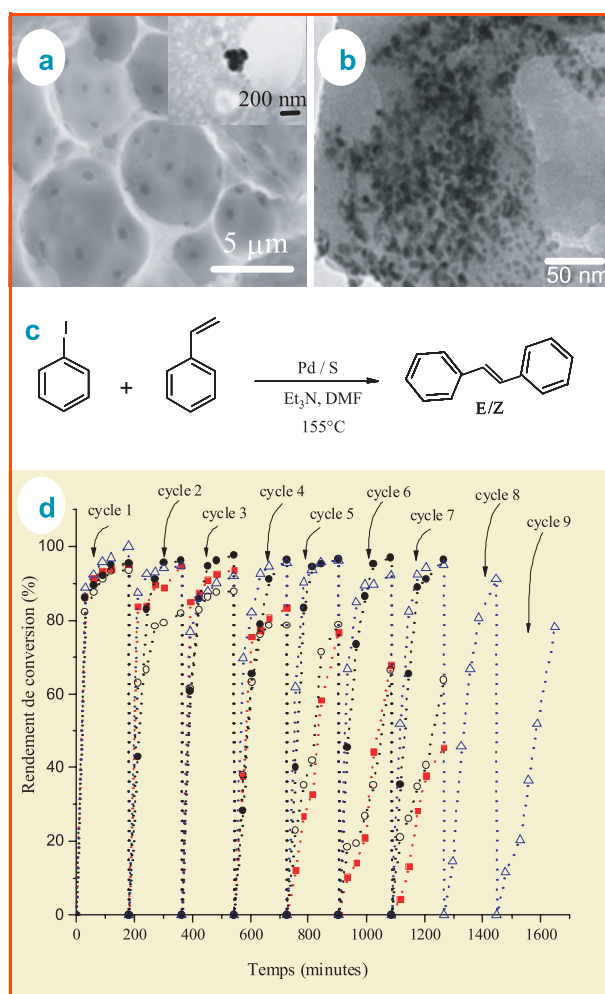 a
200 nm
5 µm
b
50 nm
c
I
+
Pd / S
Et₃N, DMF
155°C
E/Z
d
cycle 1
cycle 2
cycle 3
cycle 4
cycle 5
cycle 6
cycle 7
cycle 8
cycle 9
Rendement de conversion (%)
100
80
60
40
20
0
0 200 400 600 800 1000 1200 1400 1600
Temps (minutes)